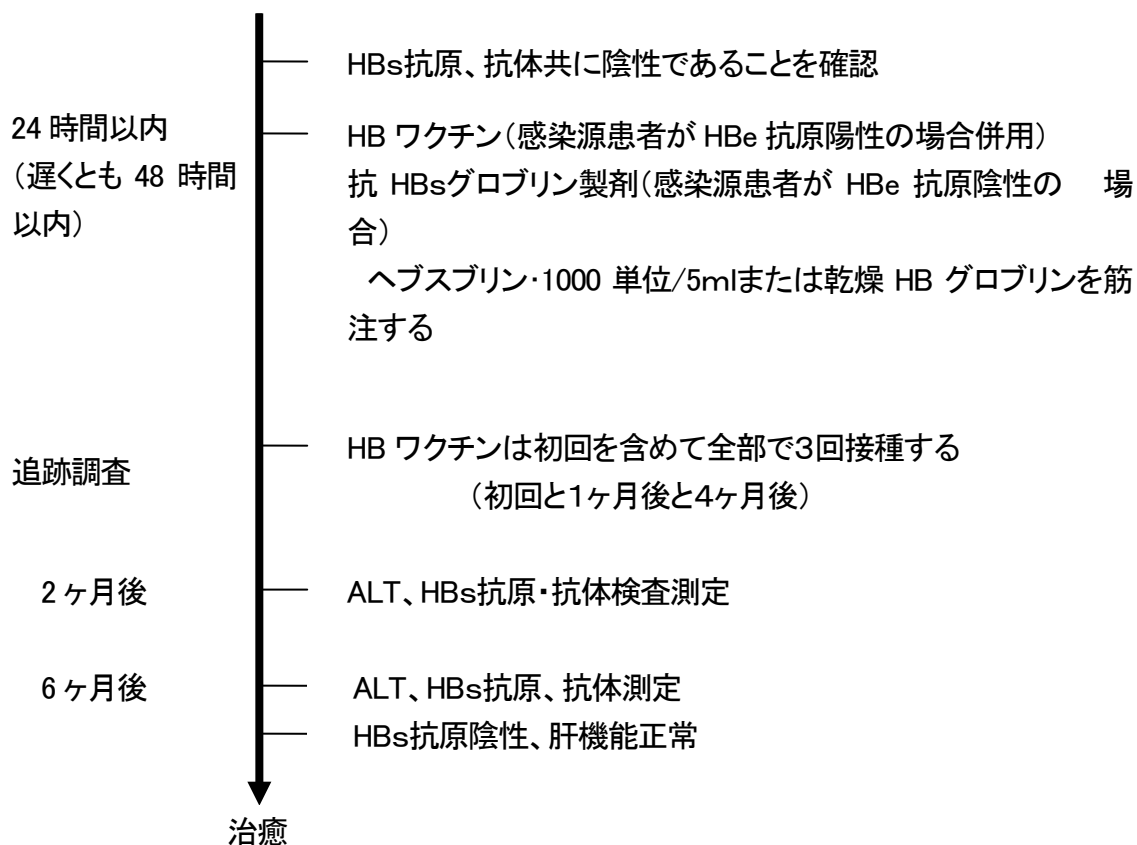 HBs抗原、抗体共に陰性であることを確認
24 時間以内
（遅くとも 48 時間
以内）
HB ワクチン（感染源患者が HBe 抗原陽性の場合併用）
抗 HBsグロブリン製剤（感染源患者が HBe 抗原陰性の 場
合）
ヘブスブリン・1000 単位/5mlまたは乾燥 HB グロブリンを筋
注する
追跡調査
HB ワクチンは初回を含めて全部で３回接種する
（初回と１ヶ月後と４ヶ月後）
2 ヶ月後
ALT、HBs抗原・抗体検査測定
6 ヶ月後
ALT、HBs抗原、抗体測定
HBs抗原陰性、肝機能正常
治癒